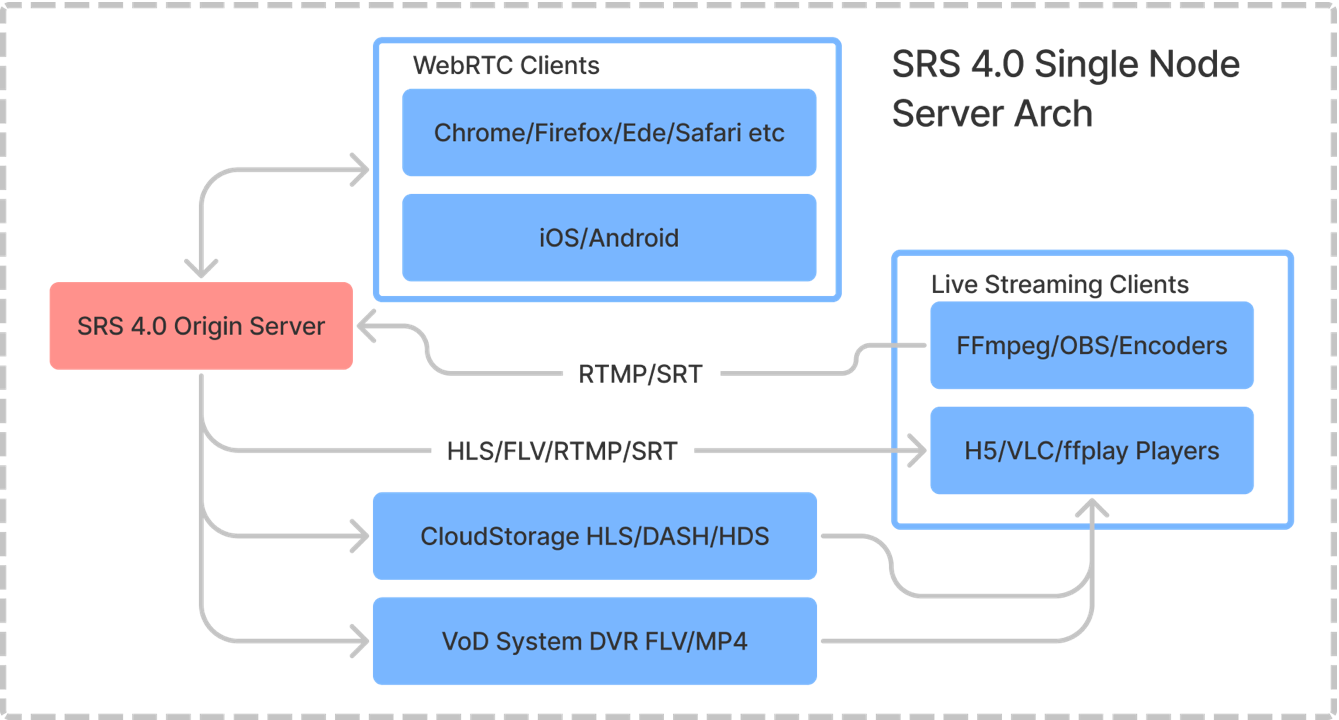 SRS 4.0 Single Node
Server Arch
WebRTC Clients
Chrome/Firefox/Ede/Safari etc
iOS/Android
SRS 4.0 Origin Server
Live Streaming Clients
FFmpeg/OBS/Encoders
RTMP/SRT
HLS/FLV/RTMP/SRT
H5/VLC/ffplay Players
CloudStorage HLS/DASH/HDS
VoD System DVR FLV/MP4